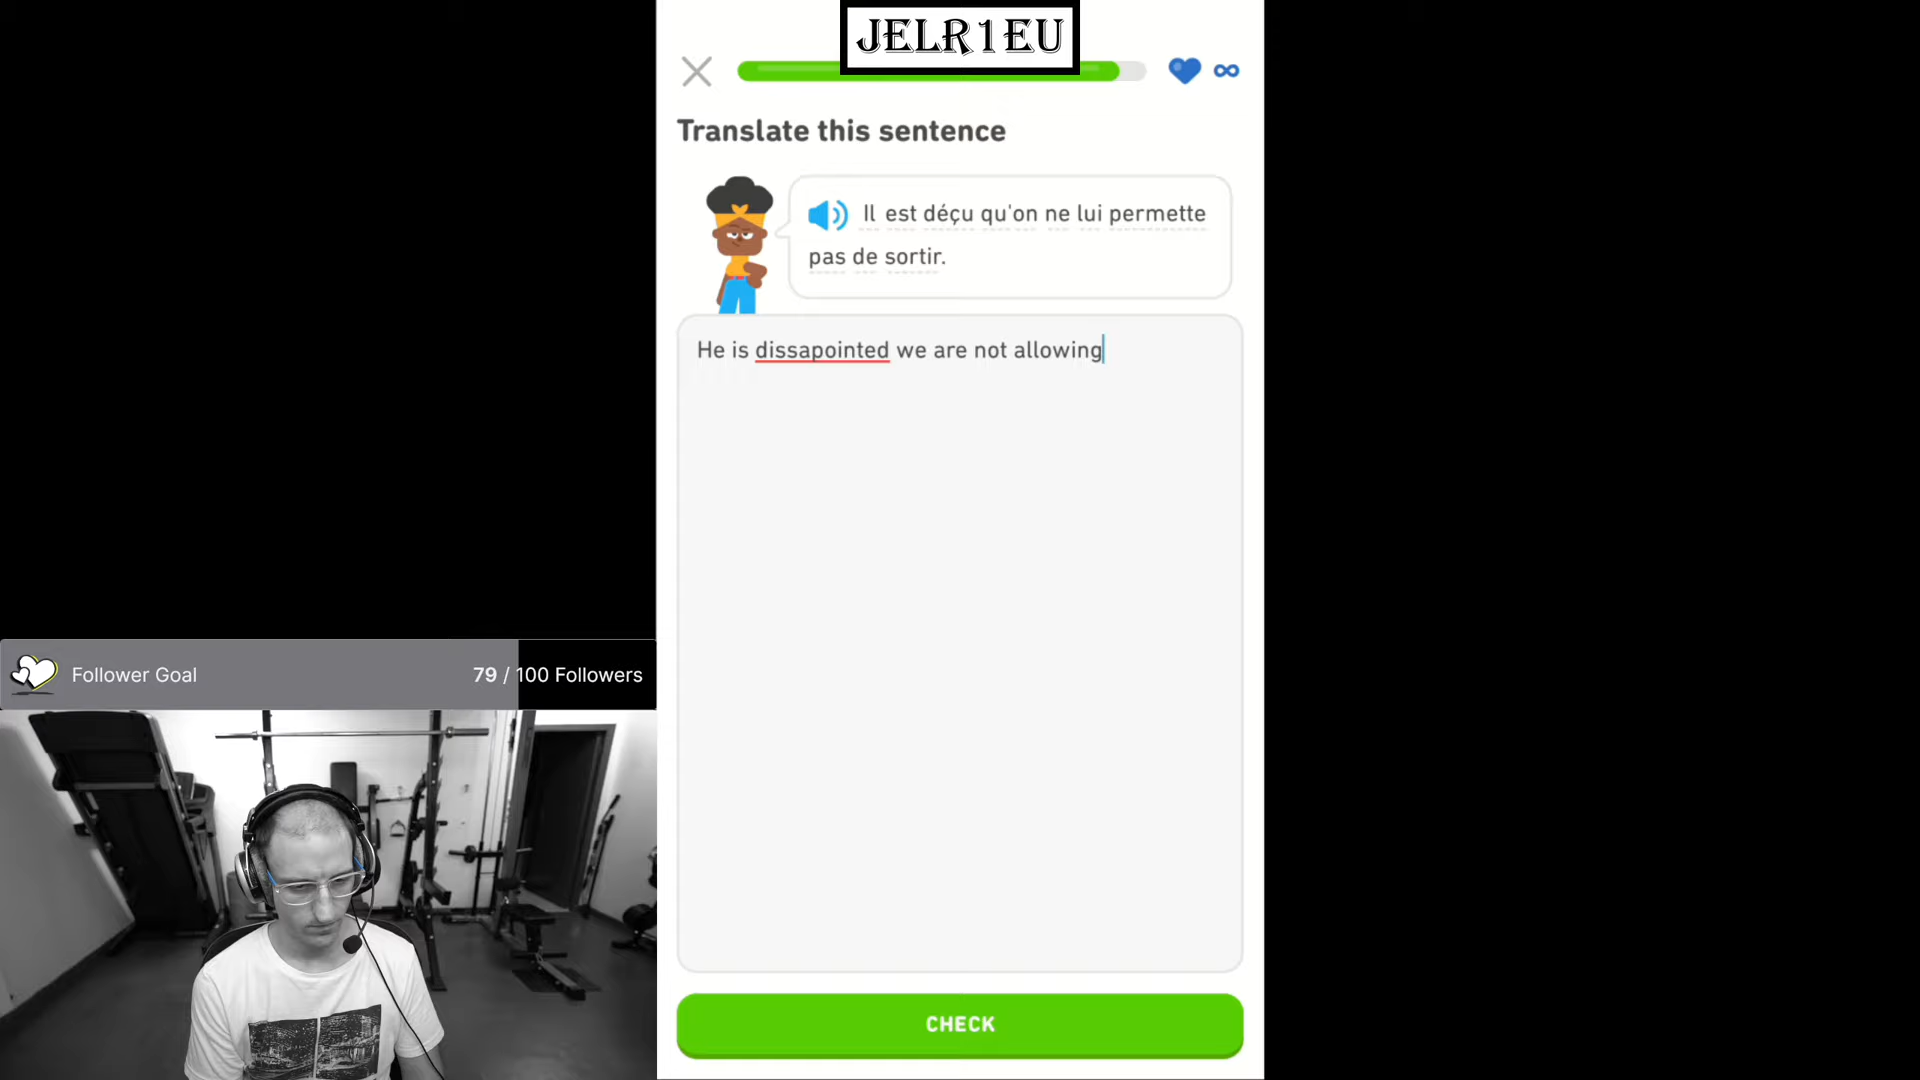 JELR1EU
Translate this sentence
Il est déçu qu'on ne lui permette
pas de sortir.
He is dissapointed we are not allowing
Follower Goal
79 / 100 Followers
CHECK